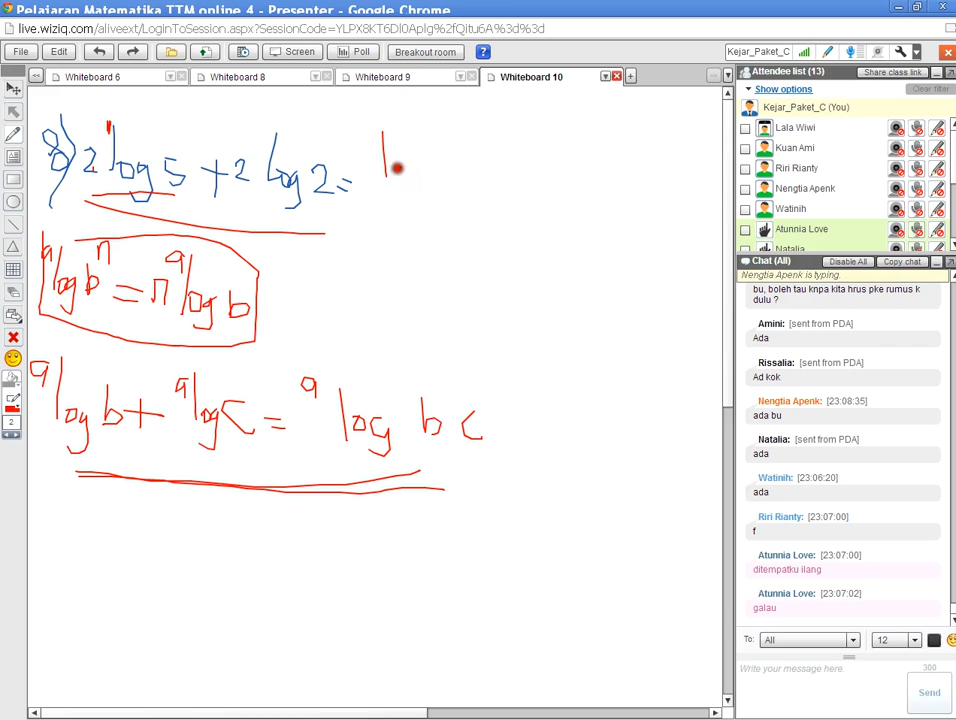 Pelajaran Matematika TTM online 4 - Presenter - Google Chrome
live.wiziq.com/aliveext/LoginToSession.aspx?SessionCode=YLPX8KT6Dl0Aplg%2fQitu6A%3d%3d
File Edit Screen Poll Breakout room ? Kejar_Paket_C
<< Whiteboard 6 Whiteboard 8 Whiteboard 9 Whiteboard 10 +
8) 2 log 5 + 2 log 2 =
ᵃlog bⁿ = n ᵃlog b
ᵃlog b + ᵃlog c = ᵃlog b c
2
Attendee list (13) Share class link
Show options Clear filter
Kejar_Paket_C (You)
Lala Wiwi
Kuan Ami
Riri Rianty
Nengtia Apenk
Watinih
Atunnia Love
Natalia
Chat (All) Disable All Copy chat
Nengtia Apenk is typing.
bu, boleh tau knpa kita hrus pke rumus k
dulu ?
Amini: [sent from PDA]
Ada
Rissalia: [sent from PDA]
Ad kok
Nengtia Apenk: [23:08:35]
ada bu
Natalia: [sent from PDA]
ada
Watinih: [23:06:20]
ada
Riri Rianty: [23:07:00]
f
Atunnia Love: [23:07:00]
ditempatku ilang
Atunnia Love: [23:07:02]
galau
To: All 12
Write your message here. 300
Send